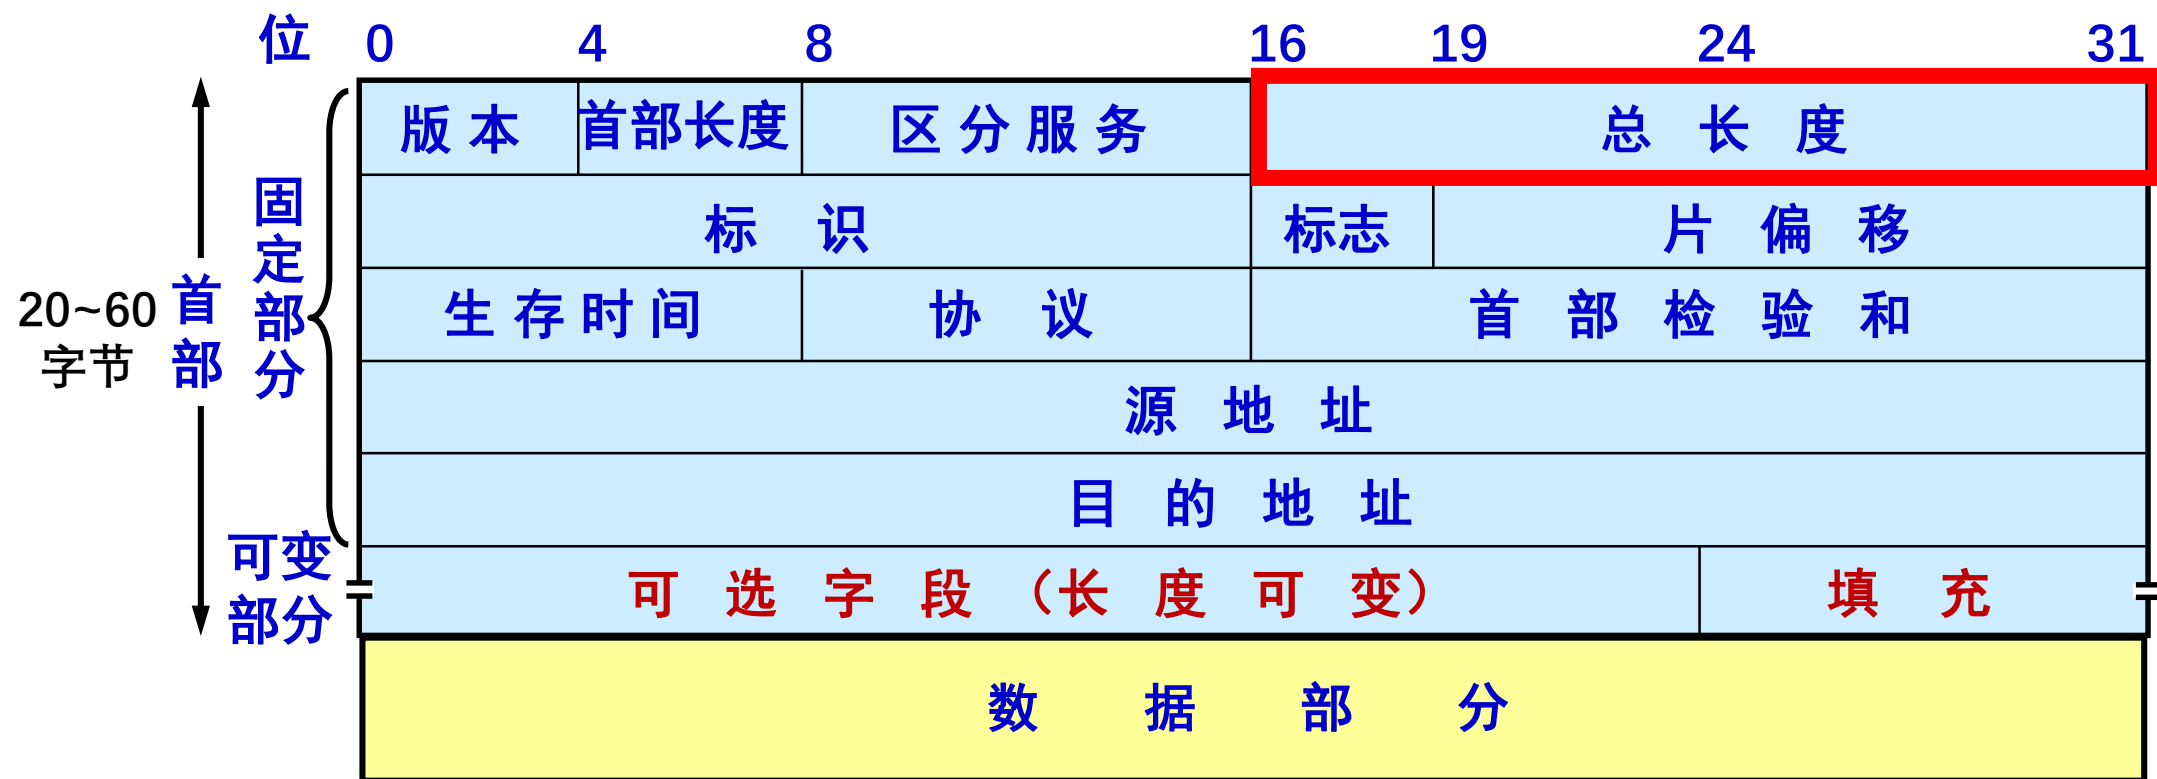 位 0 4 8 16 19 24 31
版本 首部长度 区分服务 总长度
标识 标志 片偏移
生存时间 协议 首部检验和
源地址
目的地址
可选字段（长度可变） 填充
数据部分
20~60
字节
首部
固定部分
可变
部分